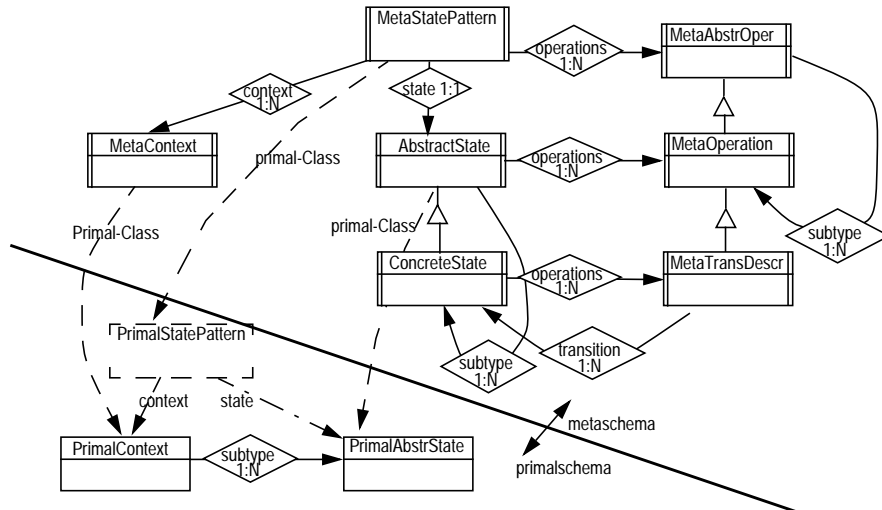 MetaStatePattern
MetaAbstrOper
operations
1:N
context
1:N
state 1:1
MetaContext
primal-Class
AbstractState
operations
1:N
MetaOperation
Primal-Class
primal-Class
subtype
1:N
ConcreteState
operations
1:N
MetaTransDescr
PrimalStatePattern
transition
1:N
subtype
1:N
context
state
metaschema
PrimalContext
subtype
1:N
PrimalAbstrState
primalschema